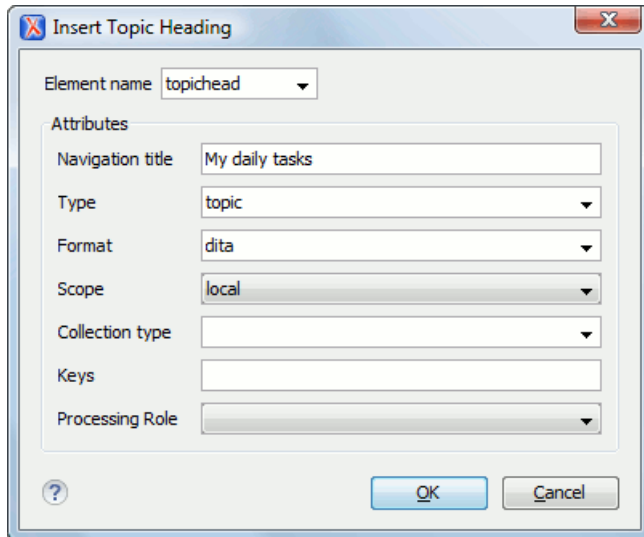 Insert Topic Heading
Element name topichead
Attributes
Navigation title My daily tasks
Type topic
Format dita
Scope local
Collection type
Keys
Processing Role
? OK Cancel